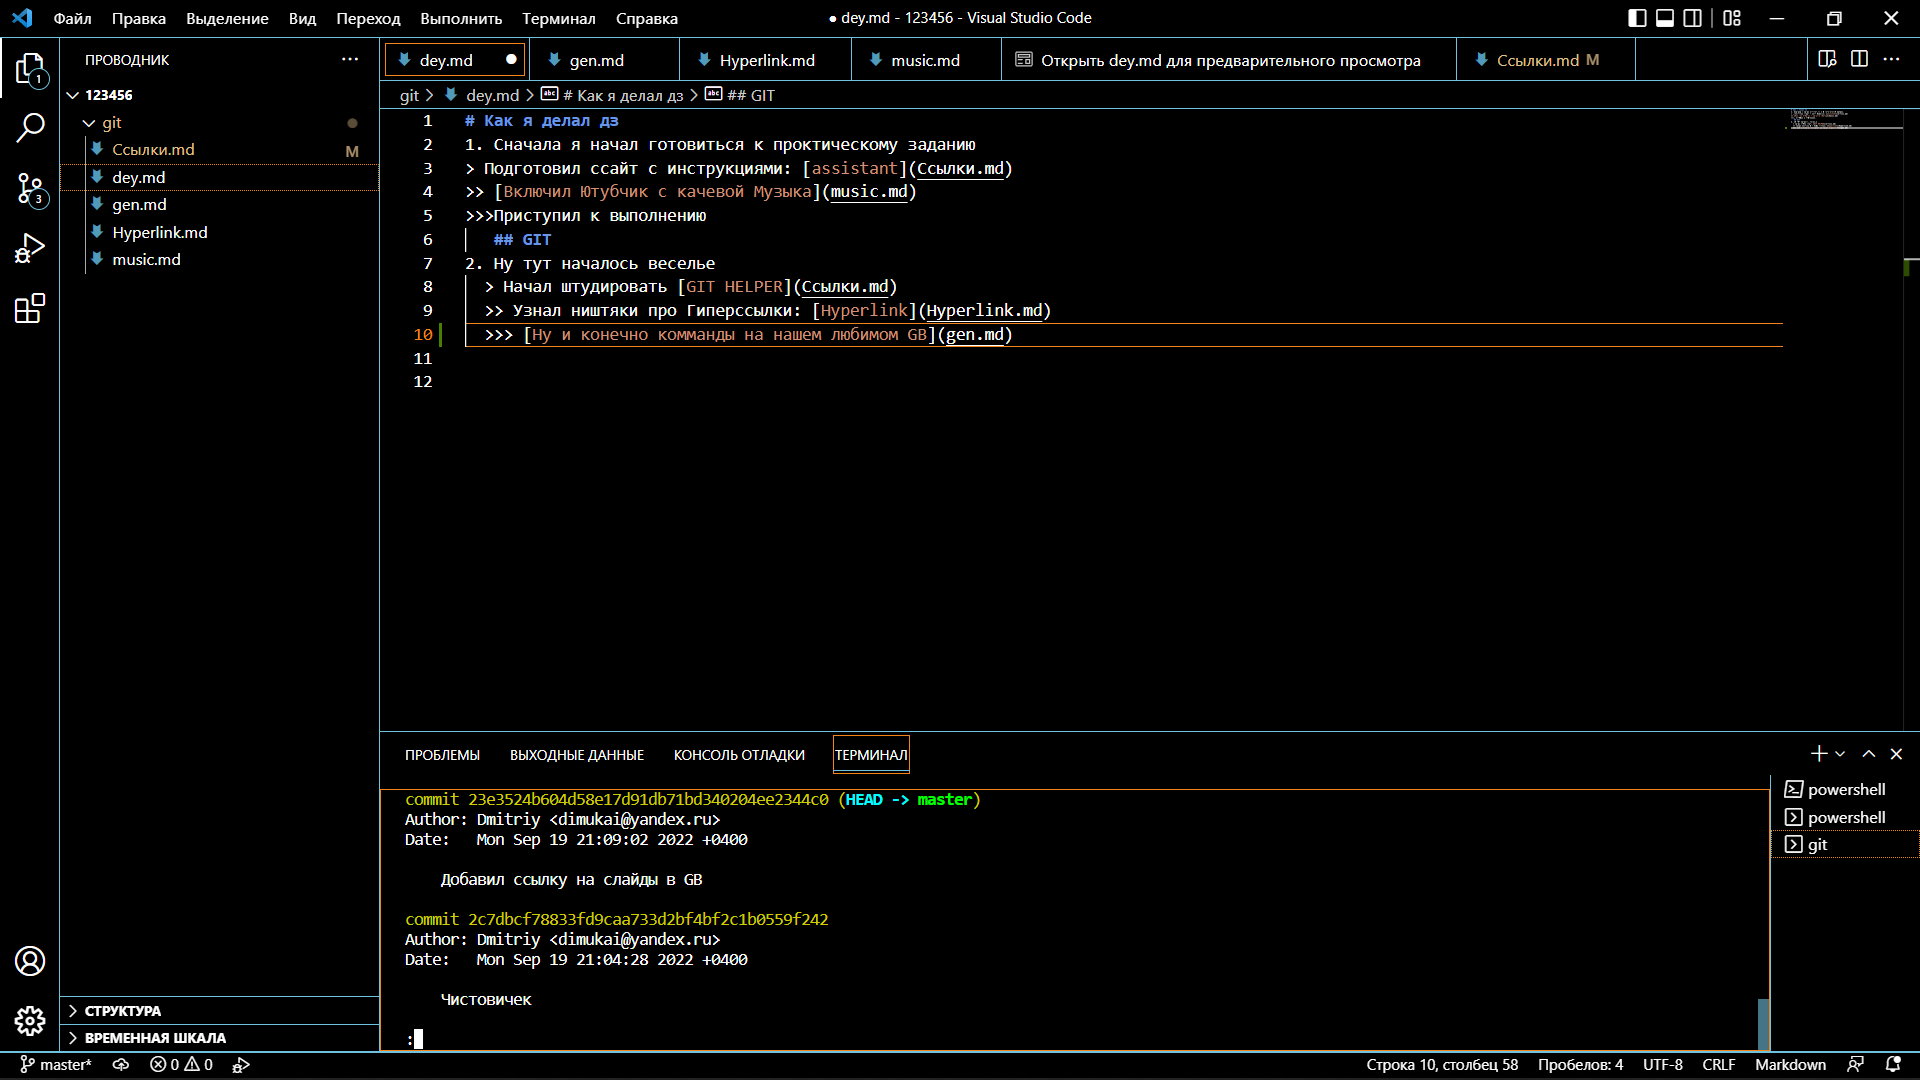 Файл Правка Выделение Вид Переход Выполнить Терминал Справка
● dey.md - 123456 - Visual Studio Code
ПРОВОДНИК ...
dey.md
gen.md
Hyperlink.md
music.md
Открыть dey.md для предварительного просмотра
Ссылки.md M
1
123456
git
Ссылки.md M
dey.md
gen.md
Hyperlink.md
music.md
3
git > dey.md > # Как я делал дз > ## GIT
1 # Как я делал дз
2 1. Сначала я начал готовиться к практическому заданию
3 > Подготовил ссайт с инструкциями: [assistant](Ссылки.md)
4 >> [Включил Ютубчик с качевой Музыка](music.md)
5 >>>Приступил к выполнению
6 ## GIT
7 2. Ну тут началось веселье
8 > Начал штудировать [GIT HELPER](Ссылки.md)
9 >> Узнал ништяки про Гиперссылки: [Hyperlink](Hyperlink.md)
10 >>> [Ну и конечно комманды на нашем любимом GB](gen.md)
11
12
ПРОБЛЕМЫ ВЫХОДНЫЕ ДАННЫЕ КОНСОЛЬ ОТЛАДКИ ТЕРМИНАЛ
commit 23e3524b604d58e17d91db71bd340204ee2344c0 (HEAD -> master)
Author: Dmitriy <dimukai@yandex.ru>
Date:   Mon Sep 19 21:09:02 2022 +0400
Добавил ссылку на слайды в GB
commit 2c7dbcf78833fd9caa733d2bf4bf2c1b0559f242
Author: Dmitriy <dimukai@yandex.ru>
Date:   Mon Sep 19 21:04:28 2022 +0400
Чистовичек
:
powershell
powershell
git
СТРУКТУРА
ВРЕМЕННАЯ ШКАЛА
master* 0 0
Строка 10, столбец 58 Пробелов: 4 UTF-8 CRLF Markdown